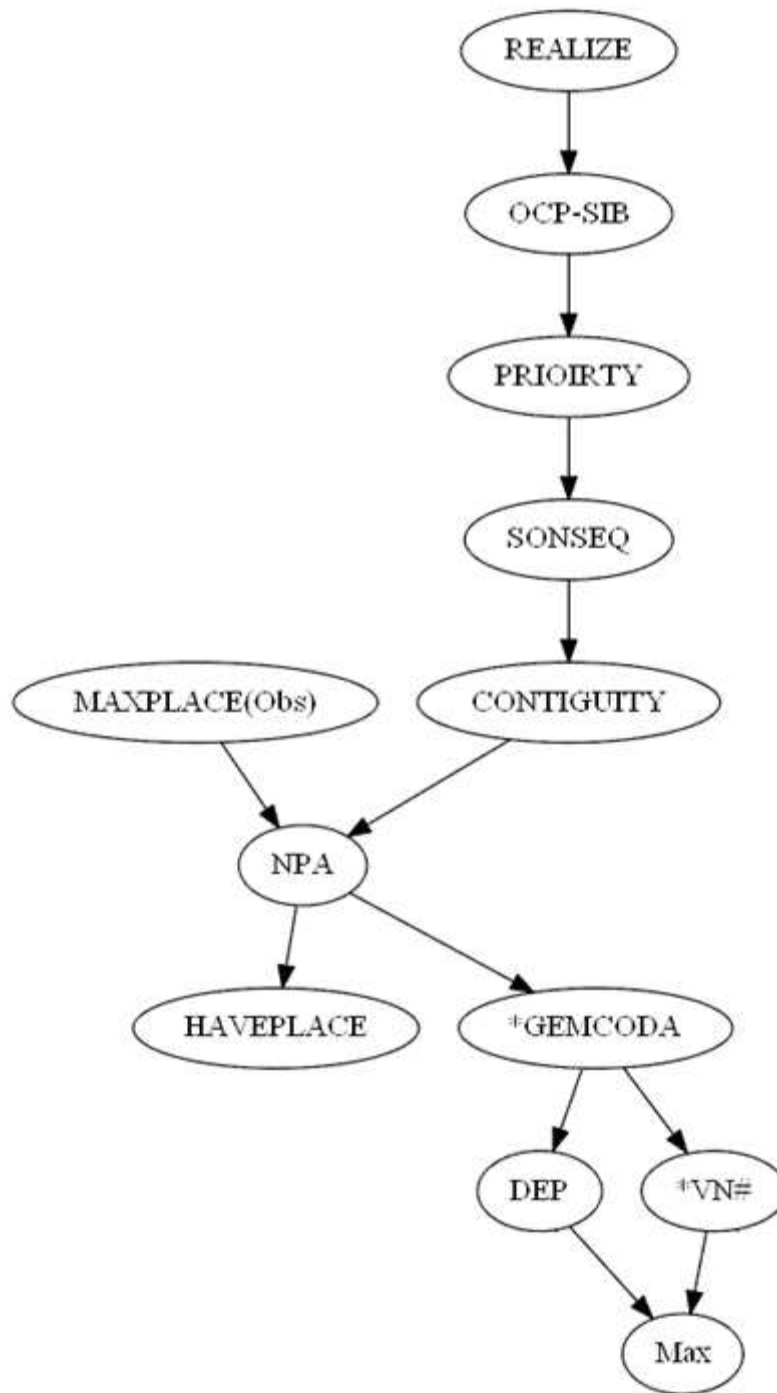 REALIZE
OCP-SIB
PRIOIRTY
SONSEQ
MAXPLACE(Obs)
CONTIGUITY
NPA
HAVEPLACE
*GEMCODA
DEP
*VN#
Max